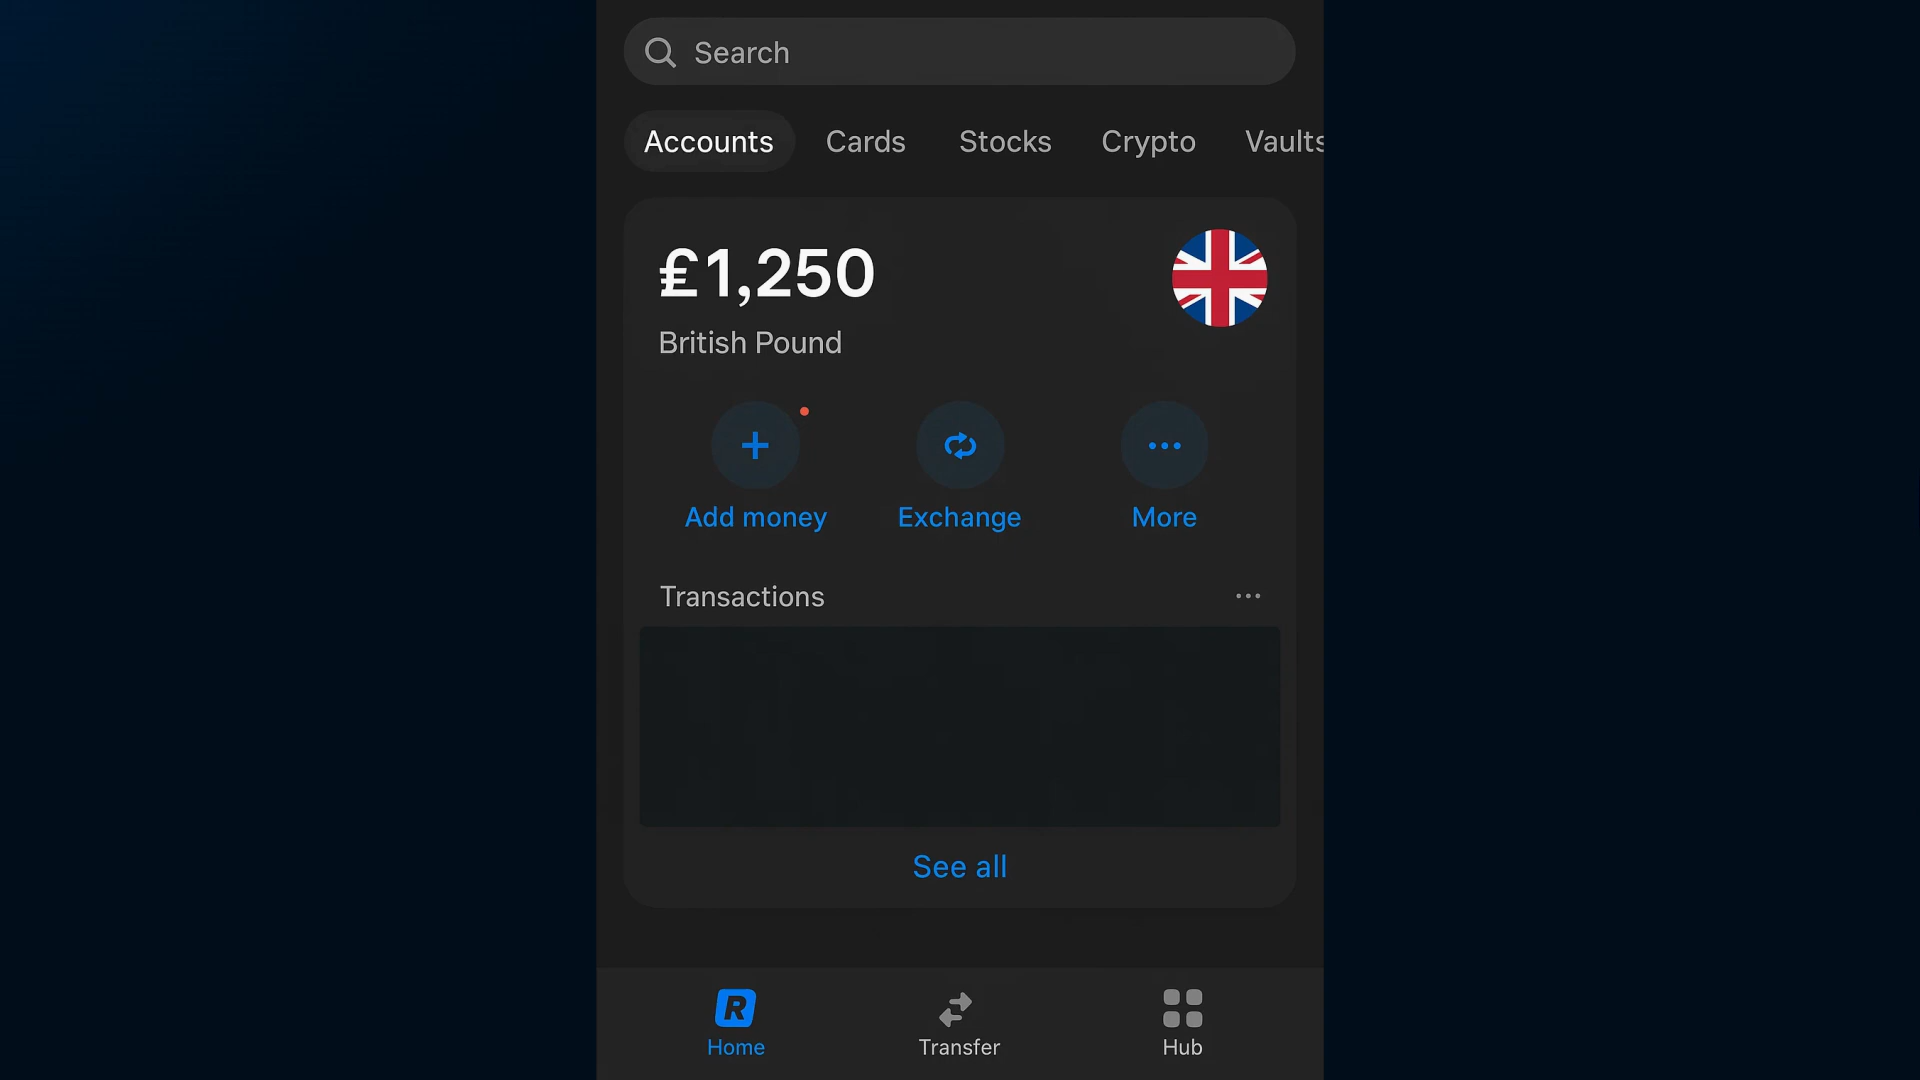 Search
Accounts Cards Stocks Crypto Vaults
£1,250
British Pound
Add money Exchange More
Transactions
See all
R
Home Transfer Hub